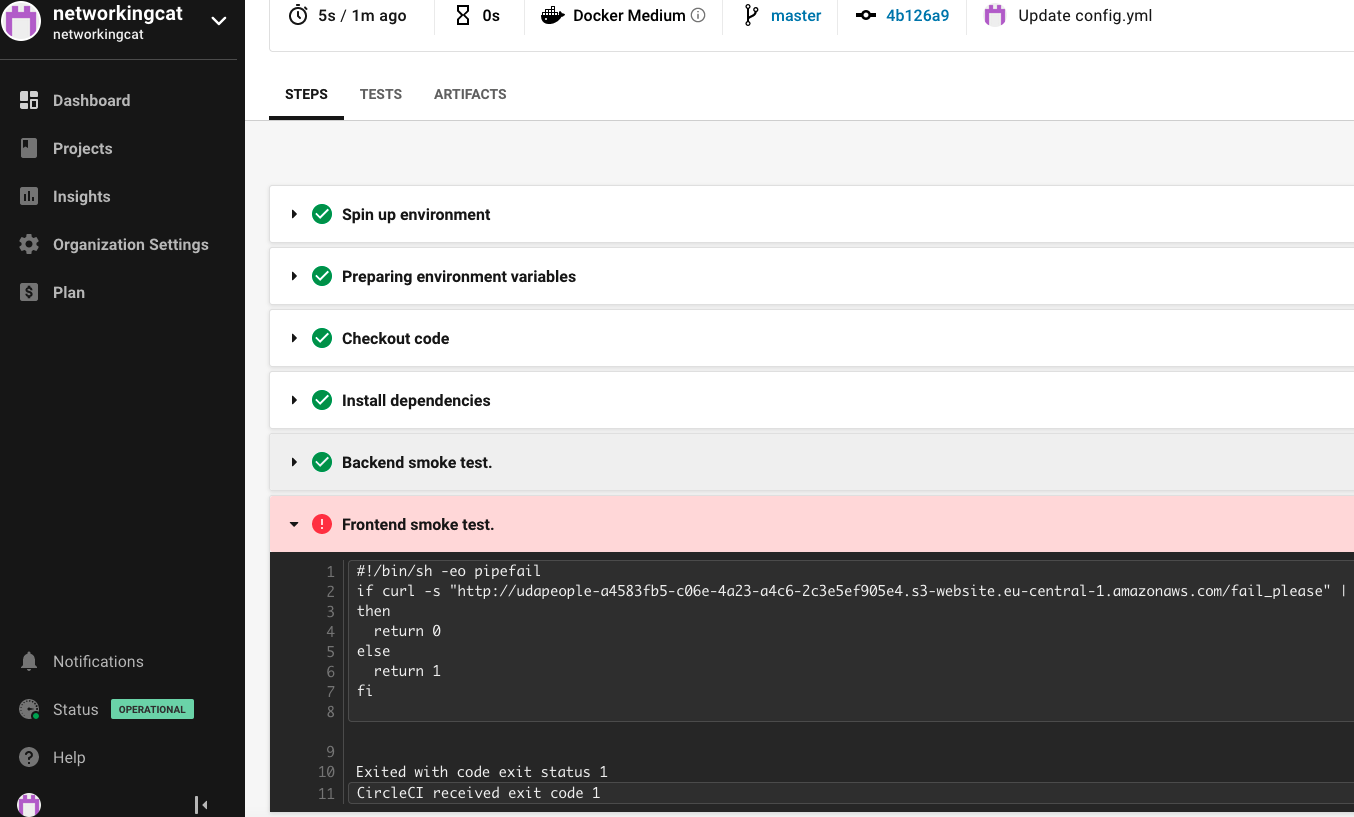 networkingcat
networkingcat
Dashboard
Projects
Insights
Organization Settings
Plan
Notifications
Status OPERATIONAL
Help
5s / 1m ago 0s Docker Medium master 4b126a9 Update config.yml
STEPS TESTS ARTIFACTS
Spin up environment
Preparing environment variables
Checkout code
Install dependencies
Backend smoke test.
Frontend smoke test.
1 #!/bin/sh -eo pipefail
2 if curl -s "http://udapeople-a4583fb5-c06e-4a23-a4c6-2c3e5ef905e4.s3-website.eu-central-1.amazonaws.com/fail_please" |
3 then
4 return 0
5 else
6 return 1
7 fi
8
9
10 Exited with code exit status 1
11 CircleCI received exit code 1